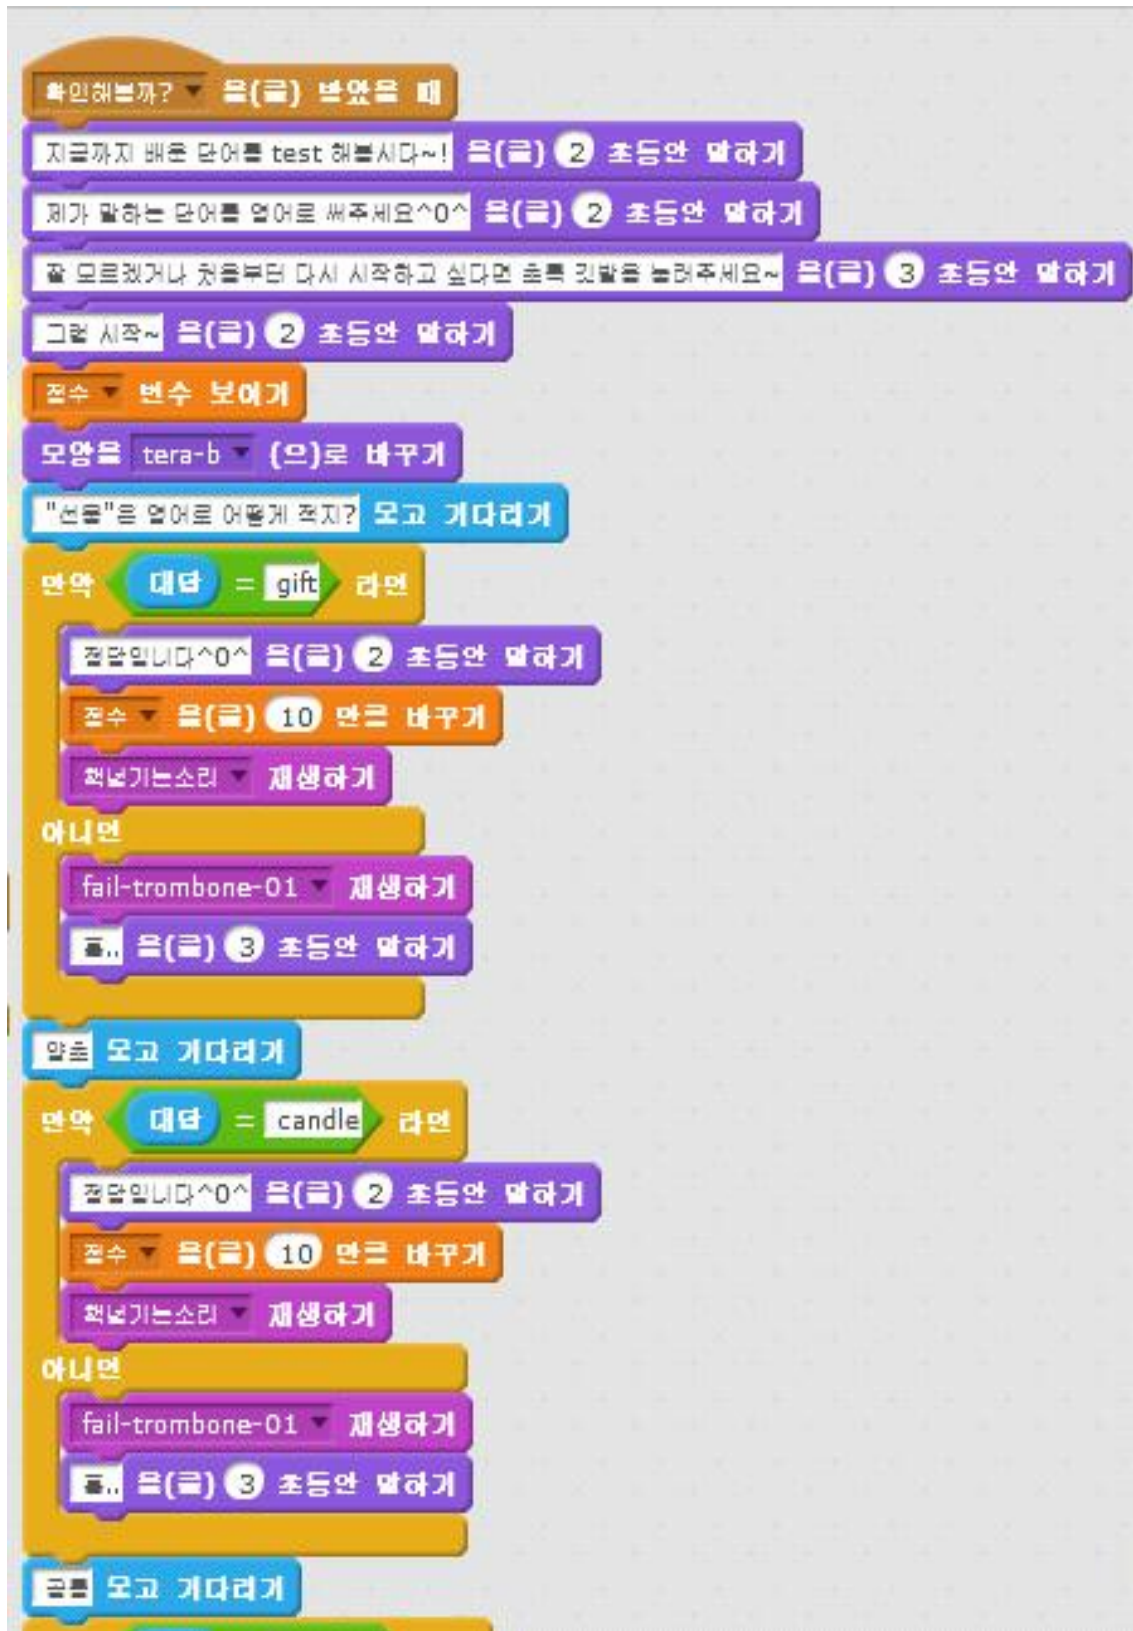 확인해볼까? 을(를) 받았을 때
지금까지 배운 단어를 test 해봅시다~! 을(를) 2 초동안 말하기
제가 말하는 단어를 영어로 써주세요^0^ 을(를) 2 초동안 말하기
잘 모르겠거나 처음부터 다시 시작하고 싶다면 초록 깃발을 눌러주세요~ 을(를) 3 초동안 말하기
그럼 시작~ 을(를) 2 초동안 말하기
점수 변수 보이기
모양을 tera-b (으)로 바꾸기
"선물"은 영어로 어떻게 적지? 묻고 기다리기
만약 대답 = gift 라면
정답입니다^0^ 을(를) 2 초동안 말하기
점수 을(를) 10 만큼 바꾸기
책넘기는소리 재생하기
아니면
fail-trombone-01 재생하기
흠.. 을(를) 3 초동안 말하기
양초 묻고 기다리기
만약 대답 = candle 라면
정답입니다^0^ 을(를) 2 초동안 말하기
점수 을(를) 10 만큼 바꾸기
책넘기는소리 재생하기
아니면
fail-trombone-01 재생하기
흠.. 을(를) 3 초동안 말하기
묻고 기다리기